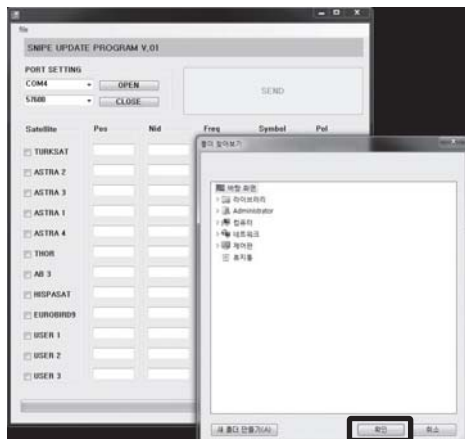 file
SNIPE UPDATE PROGRAM V.01
PORT SETTING
COM4
OPEN
57600
CLOSE
SEND
Satellite Pos Nid Freq Symbol Pol
TURKSAT
ASTRA 2
ASTRA 3
ASTRA 1
ASTRA 4
THOR
AB 3
HISPASAT
EUROBIRD9
USER 1
USER 2
USER 3
폴더 찾아보기
바탕 화면
라이브러리
Administrator
컴퓨터
네트워크
제어판
휴지통
새 폴더 만들기(A)
확인
취소